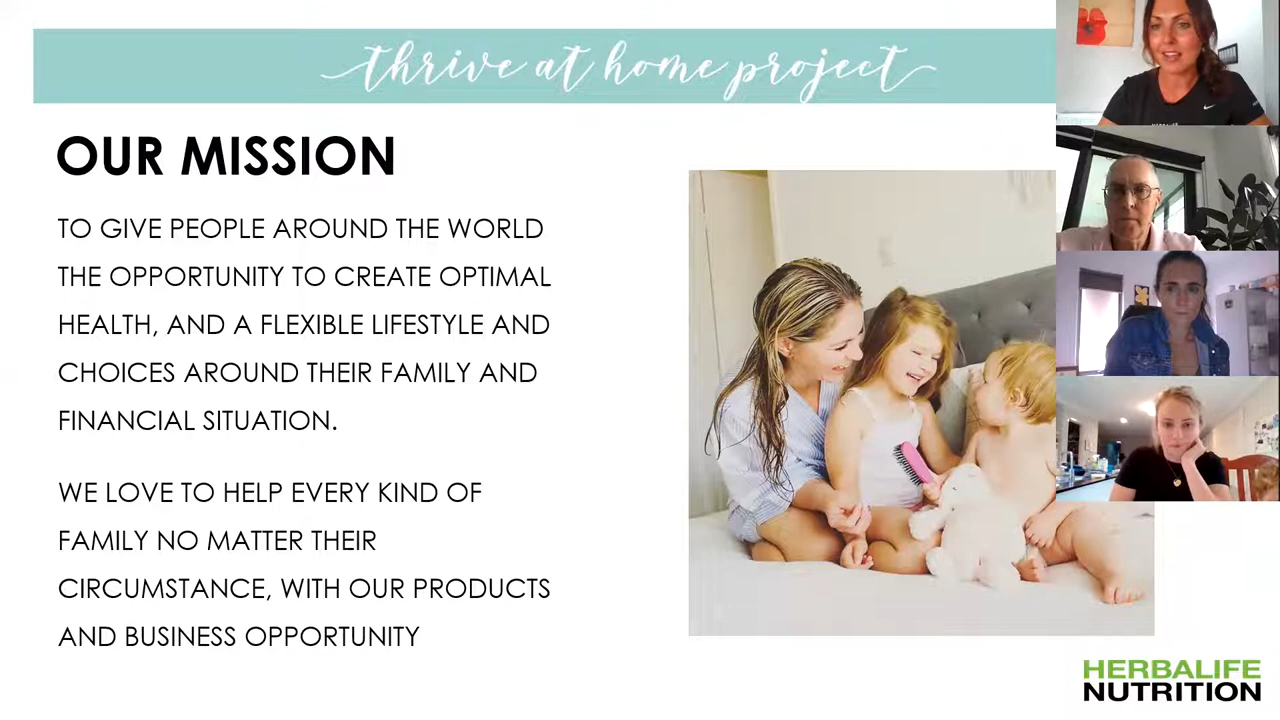 thrive at home project
OUR MISSION
TO GIVE PEOPLE AROUND THE WORLD
THE OPPORTUNITY TO CREATE OPTIMAL
HEALTH, AND A FLEXIBLE LIFESTYLE AND
CHOICES AROUND THEIR FAMILY AND
FINANCIAL SITUATION.
WE LOVE TO HELP EVERY KIND OF
FAMILY NO MATTER THEIR
CIRCUMSTANCE, WITH OUR PRODUCTS
AND BUSINESS OPPORTUNITY
HERBALIFE
NUTRITION